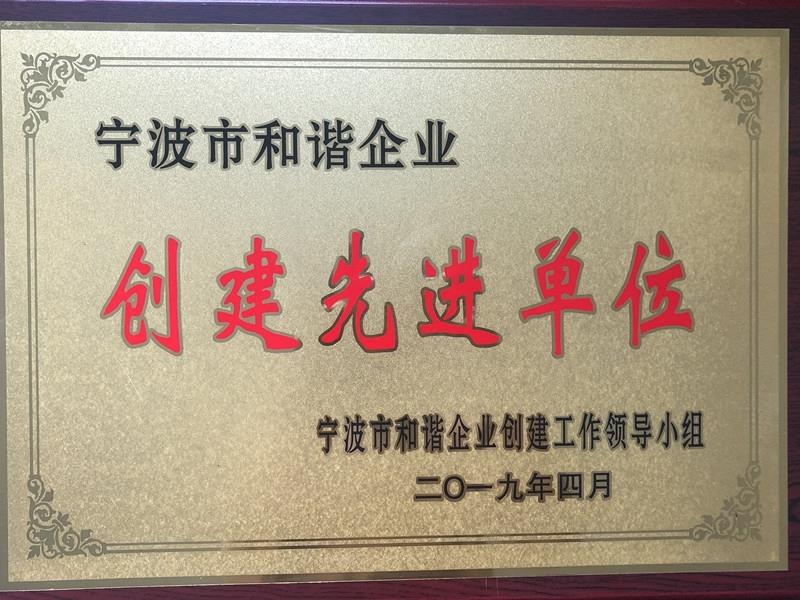 宁波市和谐企业
创建先进单位
宁波市和谐企业创建工作领导小组
二〇一九年四月